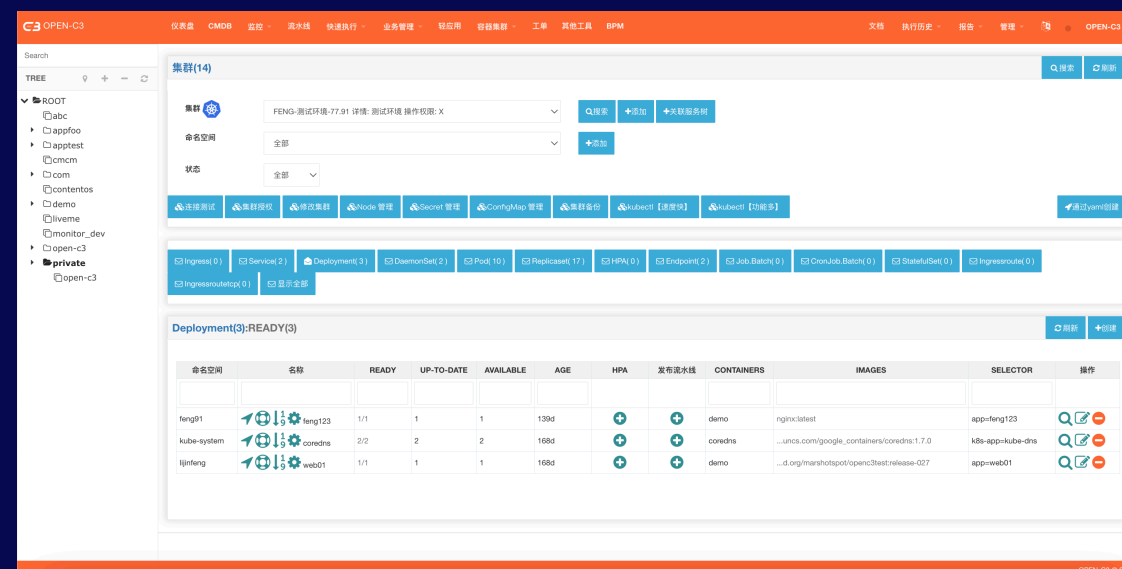 C3 OPEN-C3 仪表盘 CMDB 监控 流水线 快速执行 业务管理 轻应用 容器集群 工单 其他工具 BPM 文档 执行历史 报告 管理 OPEN-C3
Search
TREE
ROOT
abc
appfoo
apptest
cmcm
com
contentos
demo
liveme
monitor_dev
open-c3
private
open-c3
集群(14) 搜索 刷新
集群 FENG-测试环境-77.91 详情: 测试环境 操作权限: X 搜索 +添加 +关联服务树
命名空间 全部 +添加
状态 全部
连接测试 集群授权 修改集群 Node 管理 Secret 管理 ConfigMap 管理 集群备份 kubectl【速度快】 kubectl【功能多】 通过yaml创建
Ingress( 0 ) Service( 2 ) Deployment( 3 ) DaemonSet( 2 ) Pod( 10 ) Replicaset( 17 ) HPA( 0 ) Endpoint( 2 ) Job.Batch( 0 ) CronJob.Batch( 0 ) StatefulSet( 0 ) Ingressroute( 0 )
Ingressroutetcp( 0 ) 显示全部
Deployment(3):READY(3) 刷新 +创建
命名空间 名称 READY UP-TO-DATE AVAILABLE AGE HPA 发布流水线 CONTAINERS IMAGES SELECTOR 操作
feng91 feng123 1/1 1 1 139d demo nginx:latest app=feng123
kube-system coredns 2/2 2 2 168d coredns ...uncs.com/google_containers/coredns:1.7.0 k8s-app=kube-dns
lijinfeng web01 1/1 1 1 168d demo ...d.org/marshotspot/openc3test:release-027 app=web01